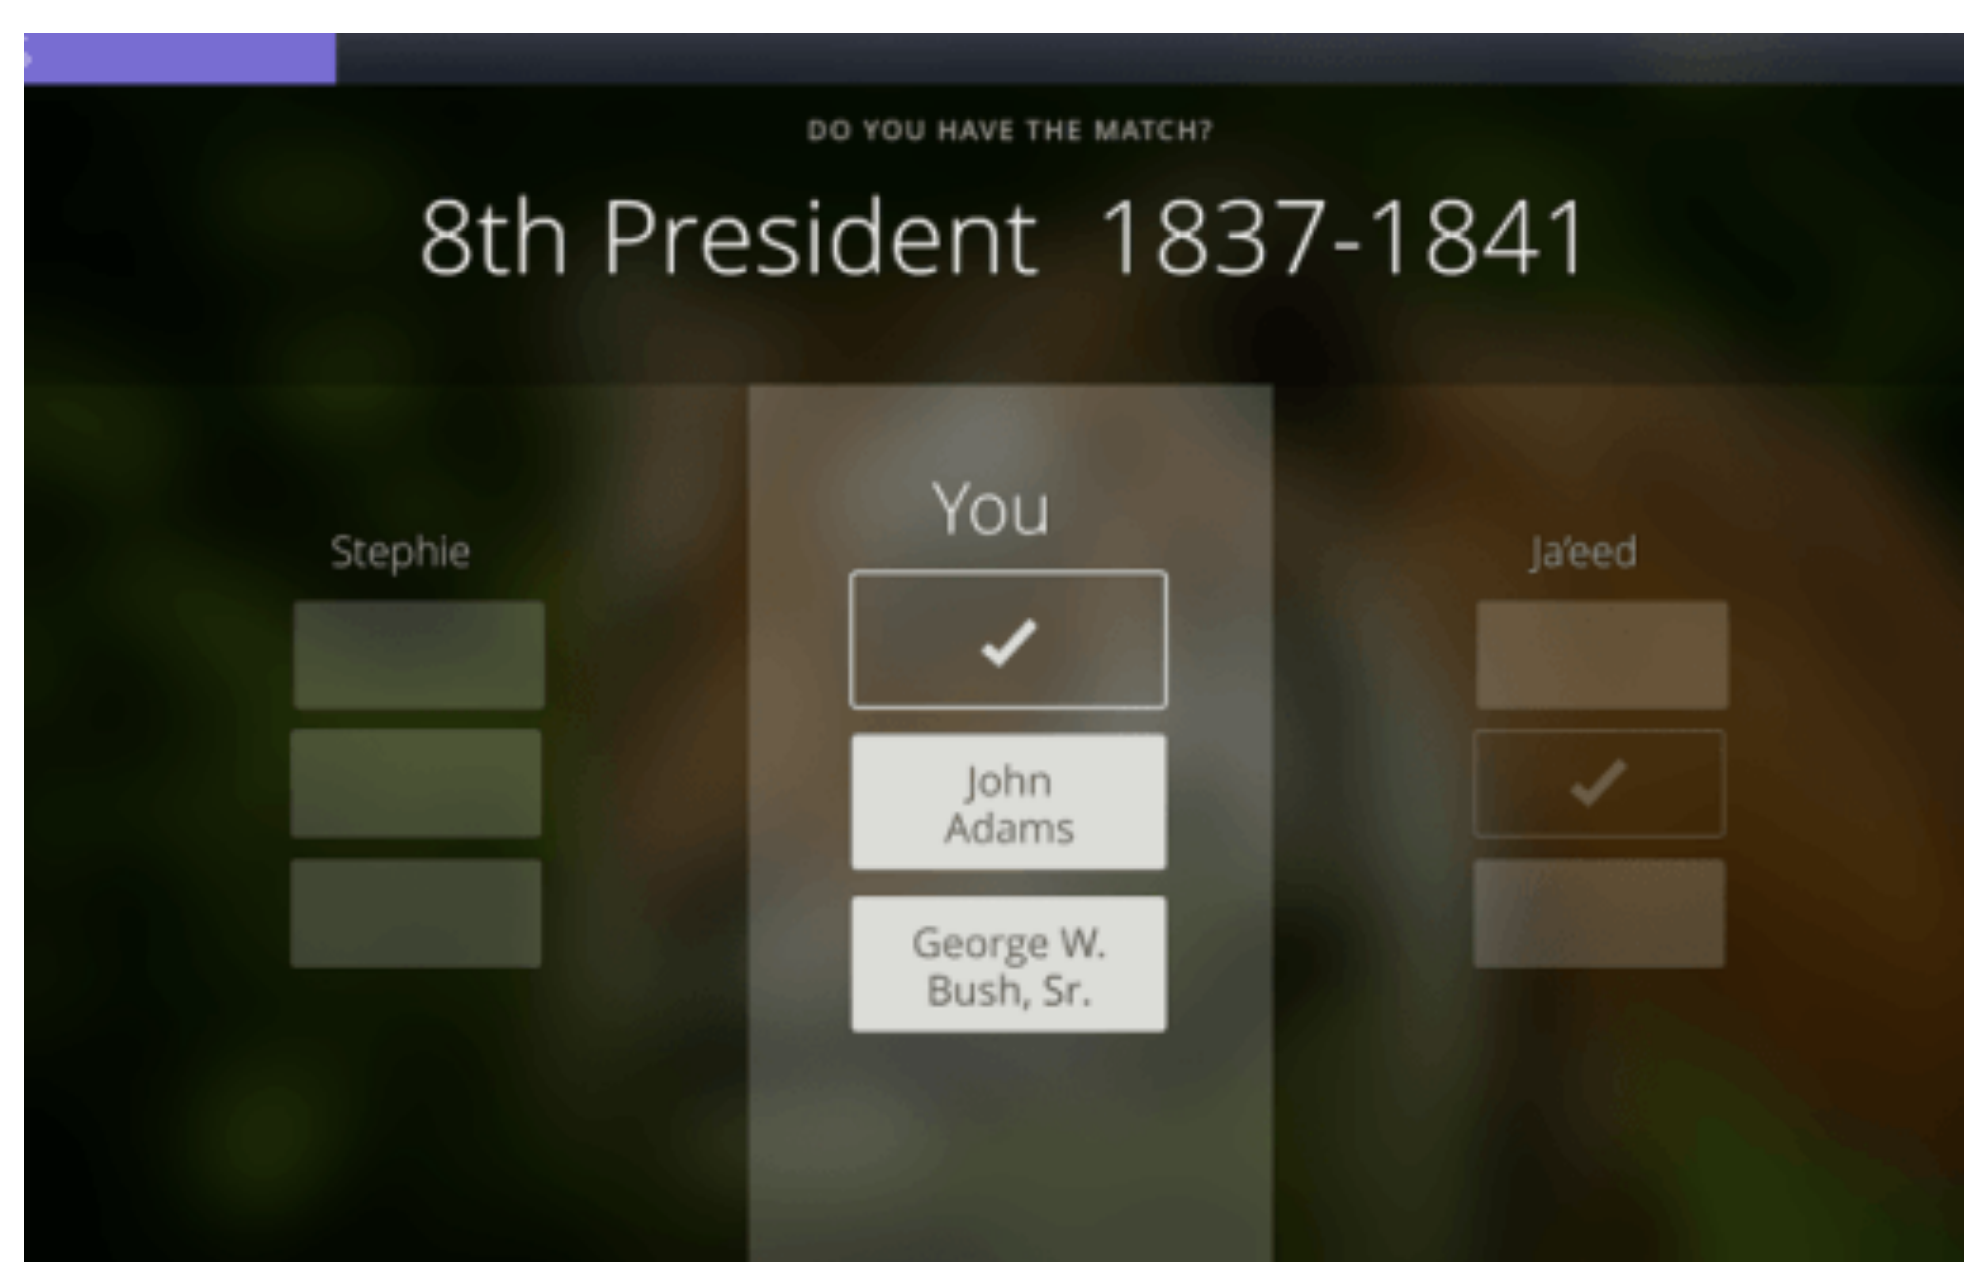 DO YOU HAVE THE MATCH?
8th President 1837-1841
You
Stephie
Ja'eed
John
Adams
George W.
Bush, Sr.